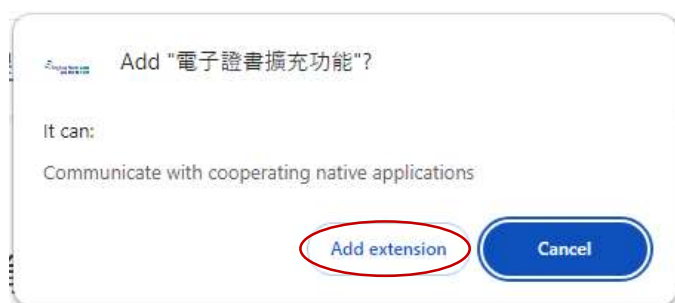 Add "電子證書擴充功能"?
It can:
Communicate with cooperating native applications
Add extension
Cancel